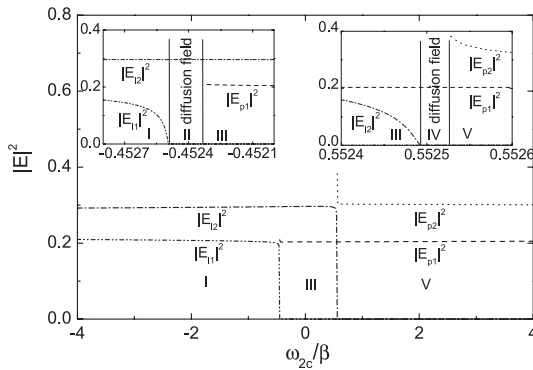 0.8
0.6
0.4
0.2
0.0
|E|²
-4
-2
0
2
4
ω₂c/β
|E_l2|²
|E_l1|²
I
III
|E_p2|²
|E_p1|²
V
0.4
0.2
0.0
|E_l2|²
|E_l1|²
I
II
III
diffusion field
|E_p1|²
-0.4527
-0.4524
-0.4521
0.4
0.2
0.0
|E_l2|²
III
IV
V
diffusion field
|E_p2|²
|E_p1|²
0.5524
0.5525
0.5526